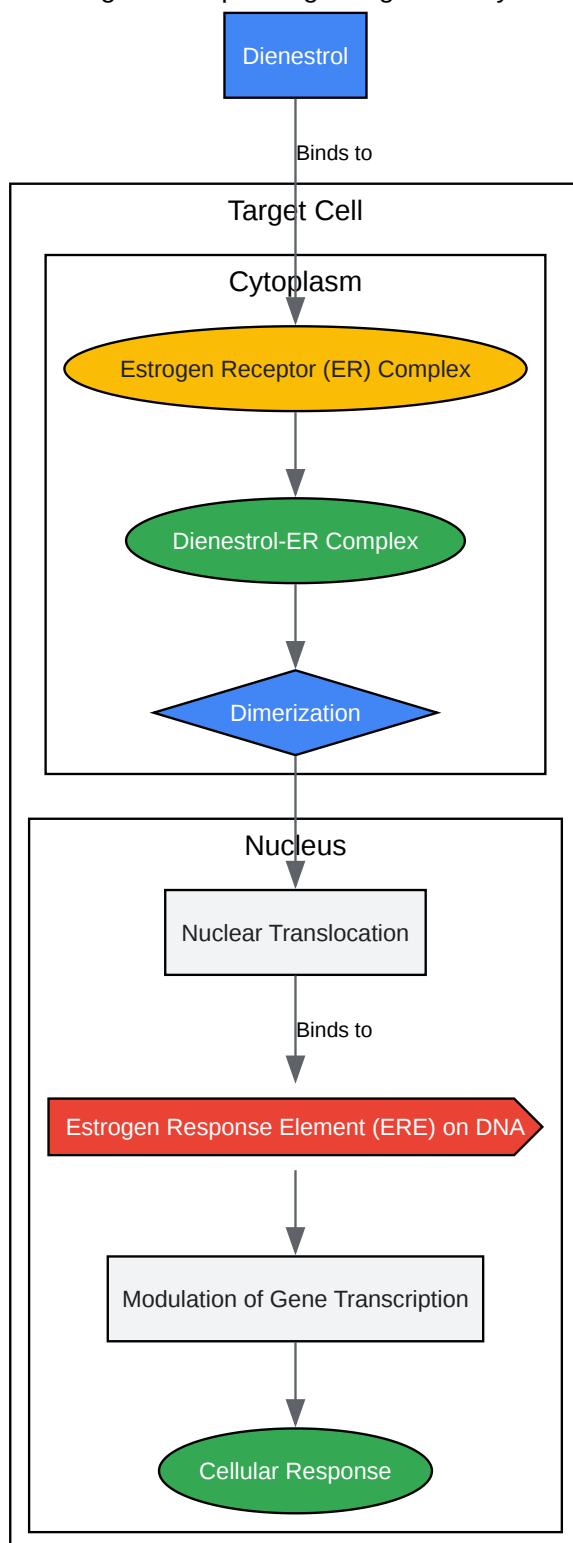 Dienestrol
Binds to
Target Cell
Cytoplasm
Estrogen Receptor (ER) Complex
Dienestrol-ER Complex
Dimerization
Nucleus
Nuclear Translocation
Binds to
Estrogen Response Element (ERE) on DNA
Modulation of Gene Transcription
Cellular Response